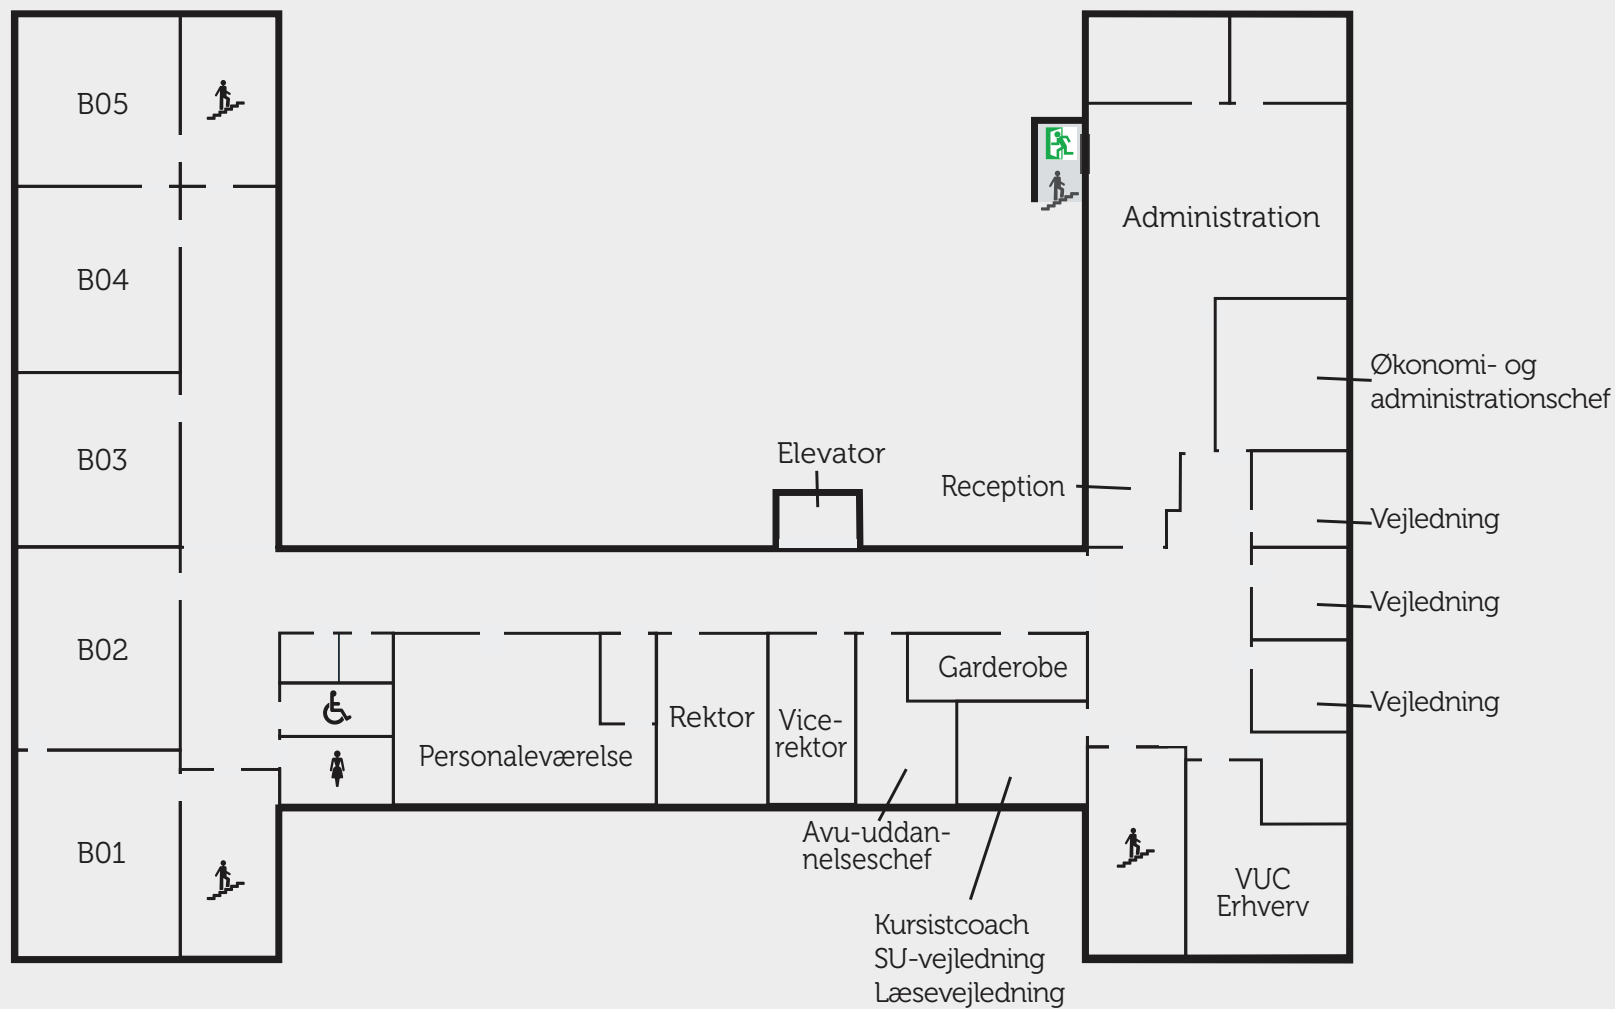 B05
B04
B03
B02
B01
Elevator
Reception
Administration
Økonomi- og
administrationschef
Vejledning
Vejledning
Vejledning
Garderobe
Rektor
Vice-
rektor
Personaleværelse
Avu-uddan-
nelseschef
Kursistcoach
SU-vejledning
Læsevejledning
VUC
Erhverv